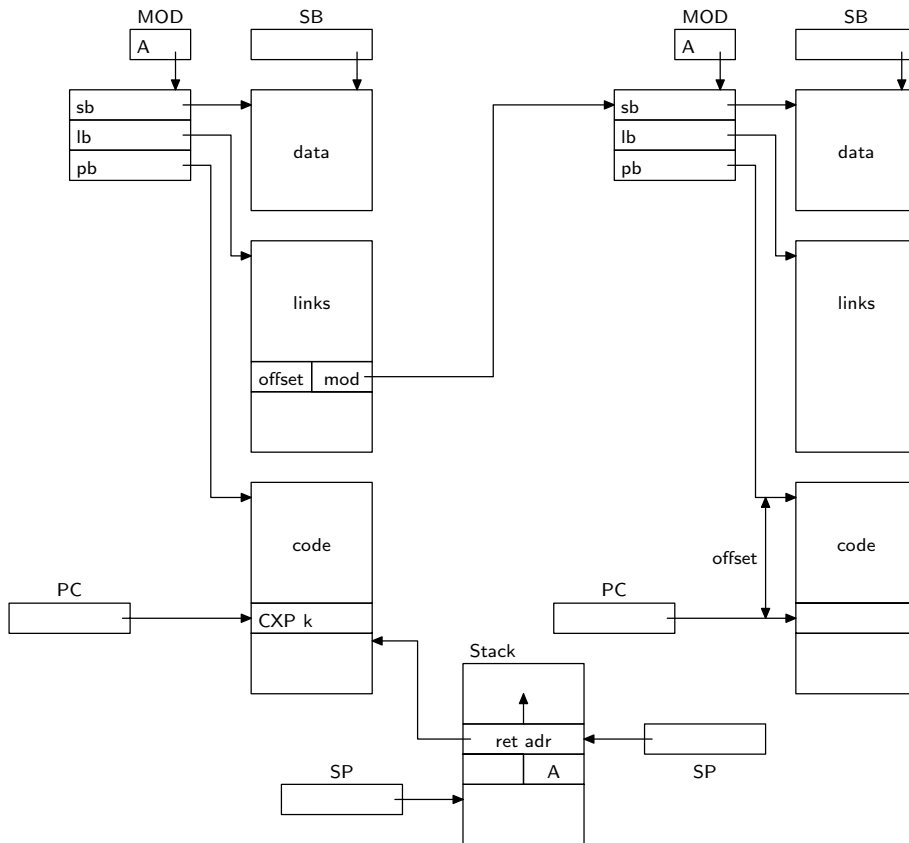 MOD
SB
A
sb
lb
pb
data
links
offset mod
code
PC
CXP k
MOD
SB
A
sb
lb
pb
data
links
code
offset
PC
Stack
ret adr
A
SP
SP